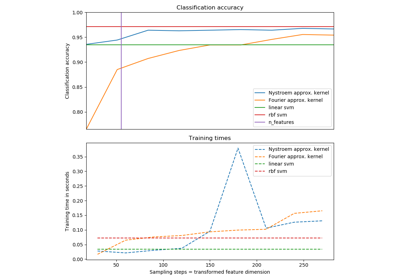 Classification accuracy
Classification accuracy
1.00
0.95
0.90
0.85
0.80
Nystroem approx. kernel
Fourier approx. kernel
linear svm
rbf svm
n_features
Training times
Training time in seconds
0.35
0.30
0.25
0.20
0.15
0.10
0.05
0.00
Nystroem approx. kernel
Fourier approx. kernel
linear svm
rbf svm
50
100
150
200
250
Sampling steps = transformed feature dimension